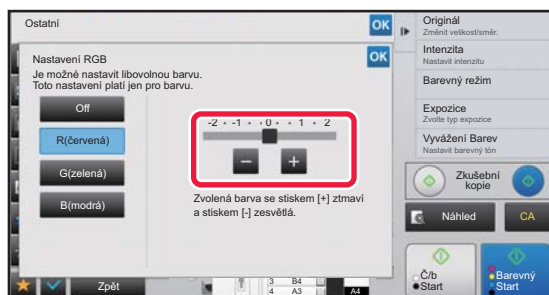 Ostatní
OK
Nastavení RGB
OK
Je možné nastavit libovolnou barvu.
Toto nastavení platí jen pro barvu.
Off
R(červená)
G(zelená)
B(modrá)
-2 • -1 • • 0 • • 1 • 2
Zvolená barva se stiskem [+] ztmaví
a stiskem [-] zesvětlá.
Zpět
3 B4
4 A3
A4
Originál
Změnit velikost/směr.
Intenzita
Nastavit intenzitu
Barevný režim
Expozice
Zvolte typ expozice
Vyvážení Barev
Nastavit barevný tón
Zkušební
kopie
Náhled
CA
Č/b
Start
Barevný
Start